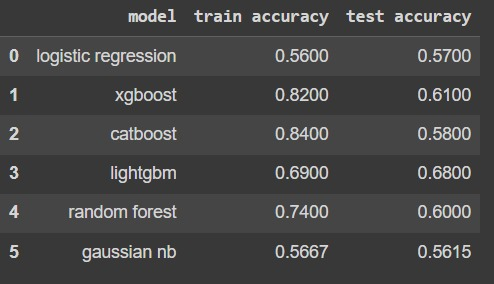 model train accuracy test accuracy
0 logistic regression 0.5600 0.5700
1 xgboost 0.8200 0.6100
2 catboost 0.8400 0.5800
3 lightgbm 0.6900 0.6800
4 random forest 0.7400 0.6000
5 gaussian nb 0.5667 0.5615